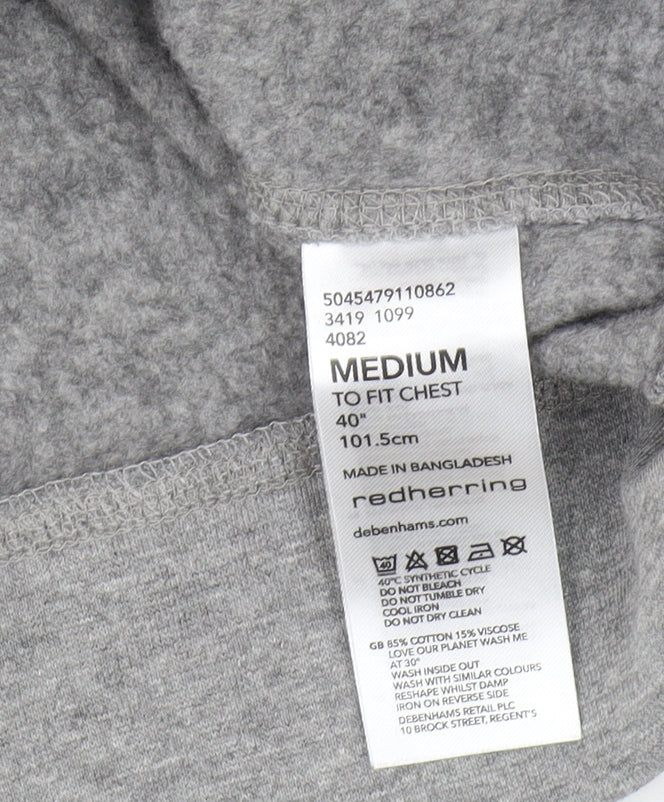 5045479110862
3419 1099
4082
MEDIUM
TO FIT CHEST
40"
101.5cm
MADE IN BANGLADESH
redherring
debenhams.com
40
40°C SYNTHETIC CYCLE
DO NOT BLEACH
DO NOT TUMBLE DRY
COOL IRON
DO NOT DRY CLEAN
GB 85% COTTON 15% VISCOSE
LOVE OUR PLANET WASH ME
AT 30°
WASH INSIDE OUT
WASH WITH SIMILAR COLOURS
RESHAPE WHILST DAMP
IRON ON REVERSE SIDE
DEBENHAMS RETAIL PLC
10 BROCK STREET, REGENT'S